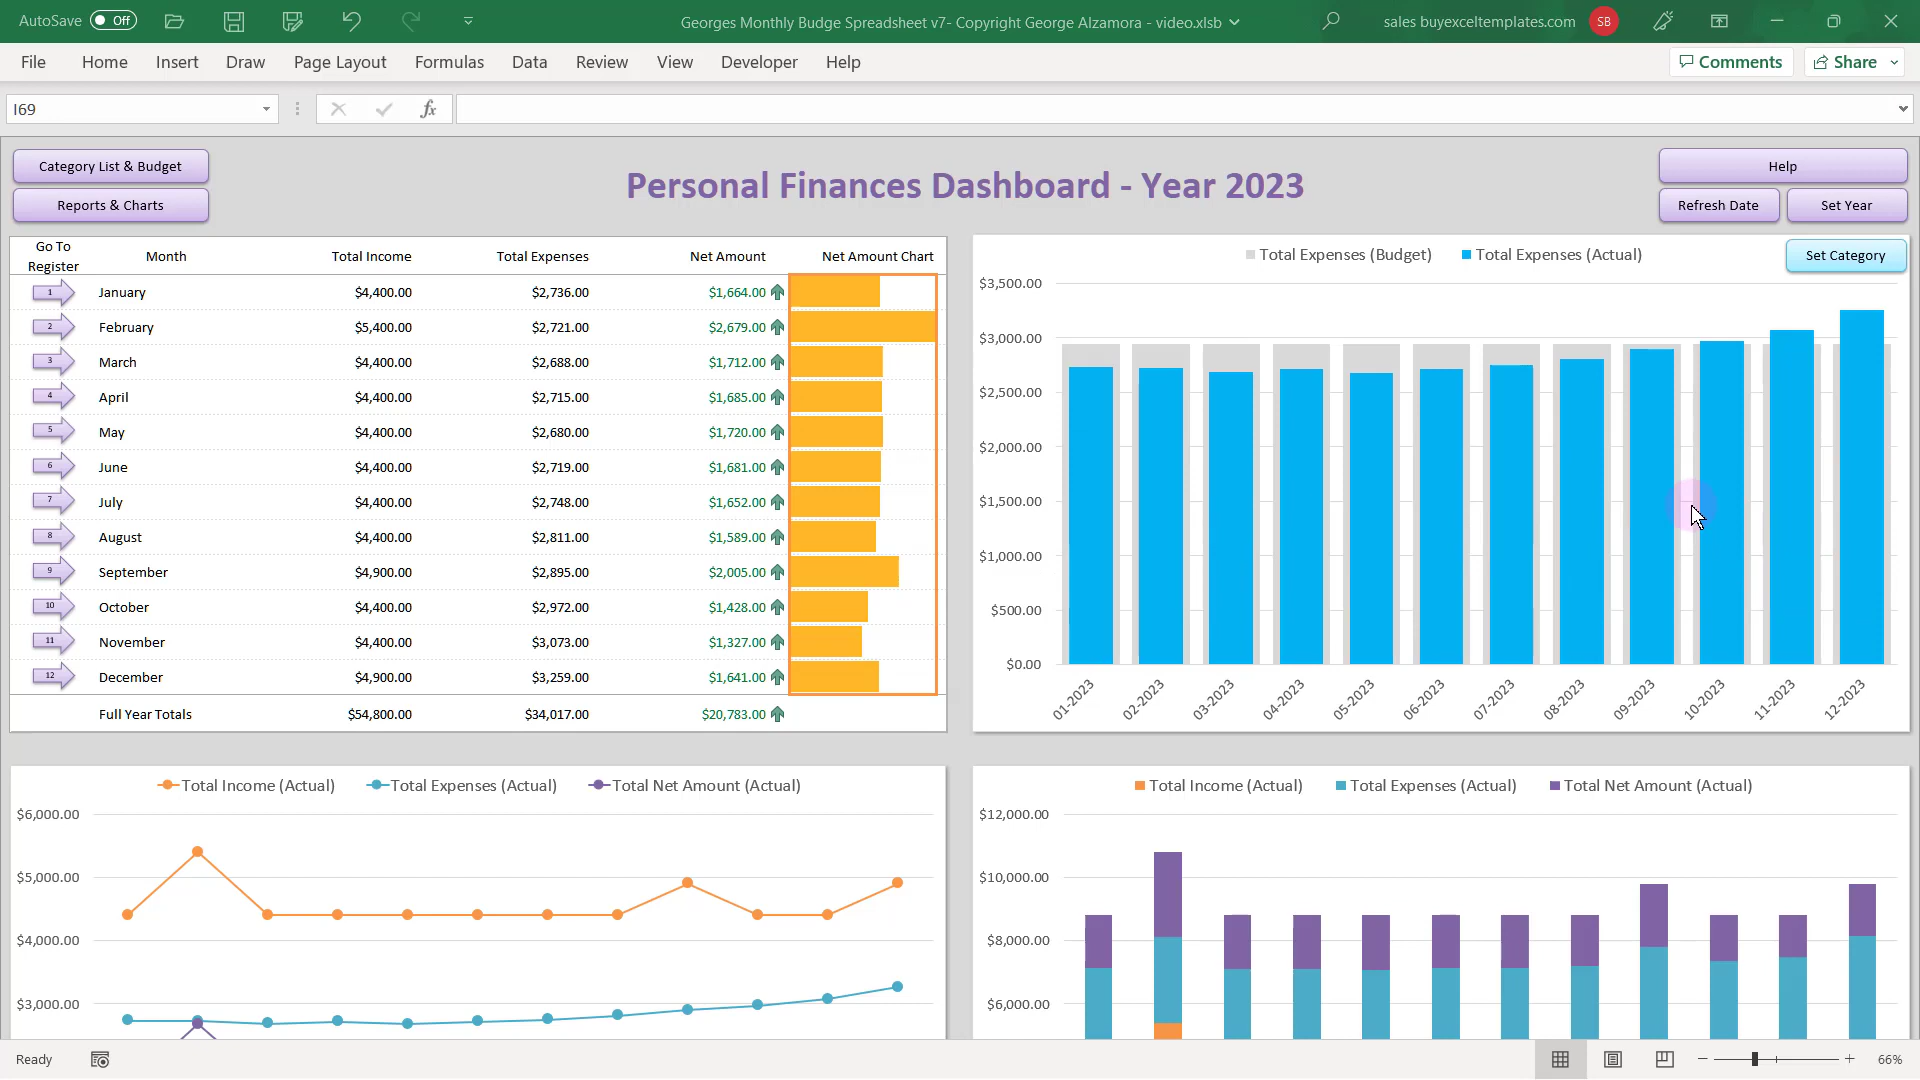 AutoSave Off
Georges Monthly Budge Spreadsheet v7- Copyright George Alzamora - video.xlsb
sales buyexceltemplates.com SB
File Home Insert Draw Page Layout Formulas Data Review View Developer Help
Comments Share
I69 fx
Category List & Budget
Reports & Charts
Personal Finances Dashboard - Year 2023
Help
Refresh Date Set Year
Go To Register Month Total Income Total Expenses Net Amount Net Amount Chart
1 January $4,400.00 $2,736.00 $1,664.00
2 February $5,400.00 $2,721.00 $2,679.00
3 March $4,400.00 $2,688.00 $1,712.00
4 April $4,400.00 $2,715.00 $1,685.00
5 May $4,400.00 $2,680.00 $1,720.00
6 June $4,400.00 $2,719.00 $1,681.00
7 July $4,400.00 $2,748.00 $1,652.00
8 August $4,400.00 $2,811.00 $1,589.00
9 September $4,900.00 $2,895.00 $2,005.00
10 October $4,400.00 $2,972.00 $1,428.00
11 November $4,400.00 $3,073.00 $1,327.00
12 December $4,900.00 $3,259.00 $1,641.00
Full Year Totals $54,800.00 $34,017.00 $20,783.00
Total Expenses (Budget) Total Expenses (Actual)
Set Category
$3,500.00
$3,000.00
$2,500.00
$2,000.00
$1,500.00
$1,000.00
$500.00
$0.00
01-2023 02-2023 03-2023 04-2023 05-2023 06-2023 07-2023 08-2023 09-2023 10-2023 11-2023 12-2023
Total Income (Actual) Total Expenses (Actual) Total Net Amount (Actual)
$6,000.00
$5,000.00
$4,000.00
$3,000.00
Total Income (Actual) Total Expenses (Actual) Total Net Amount (Actual)
$12,000.00
$10,000.00
$8,000.00
$6,000.00
Ready
66%